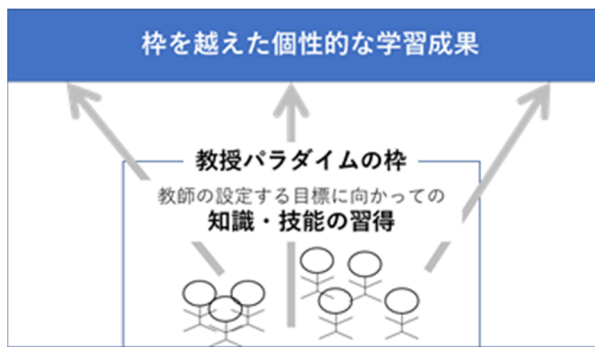 枠を越えた個性的な学習成果
教授パラダイムの枠
教師の設定する目標に向かっての
知識・技能の習得